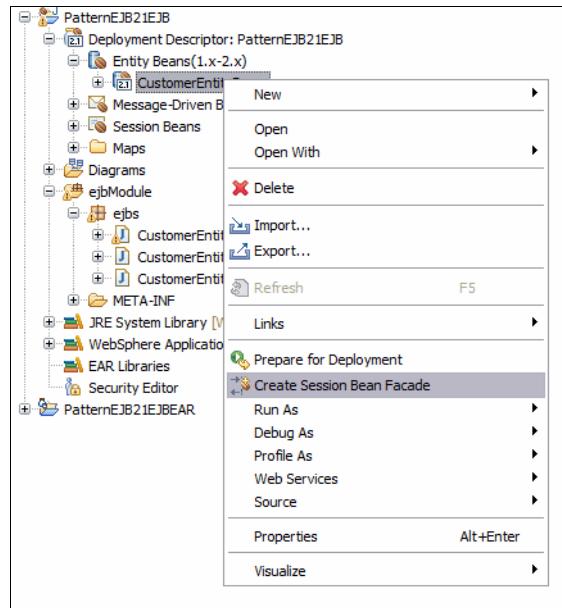 PatternEJB21EJB
Deployment Descriptor: PatternEJB21EJB
Entity Beans(1.x-2.x)
2.1 CustomerEntit
Message-Driven B
Session Beans
Maps
Diagrams
ejbModule
ejbs
CustomerEntit
CustomerEntit
CustomerEntit
META-INF
JRE System Library [W
WebSphere Applicatio
EAR Libraries
Security Editor
PatternEJB21EJBEAR
New
Open
Open With
Delete
Import...
Export...
Refresh F5
Links
Prepare for Deployment
Create Session Bean Facade
Run As
Debug As
Profile As
Web Services
Source
Properties Alt+Enter
Visualize